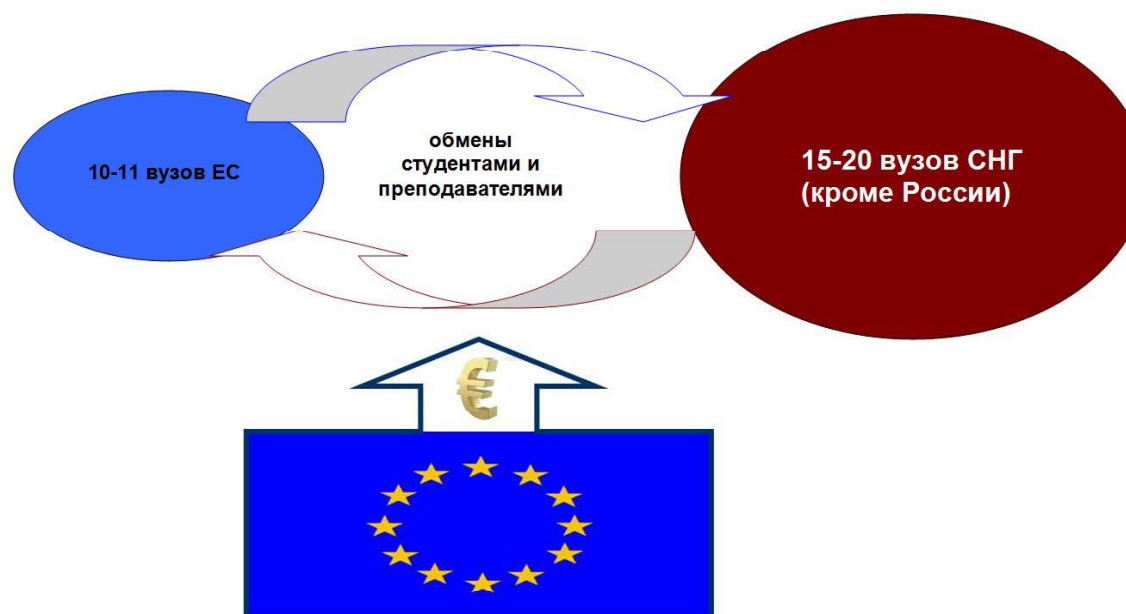 10-11 вузов ЕС
обмены
студентами и
преподавателями
15-20 вузов СНГ
(кроме России)
€